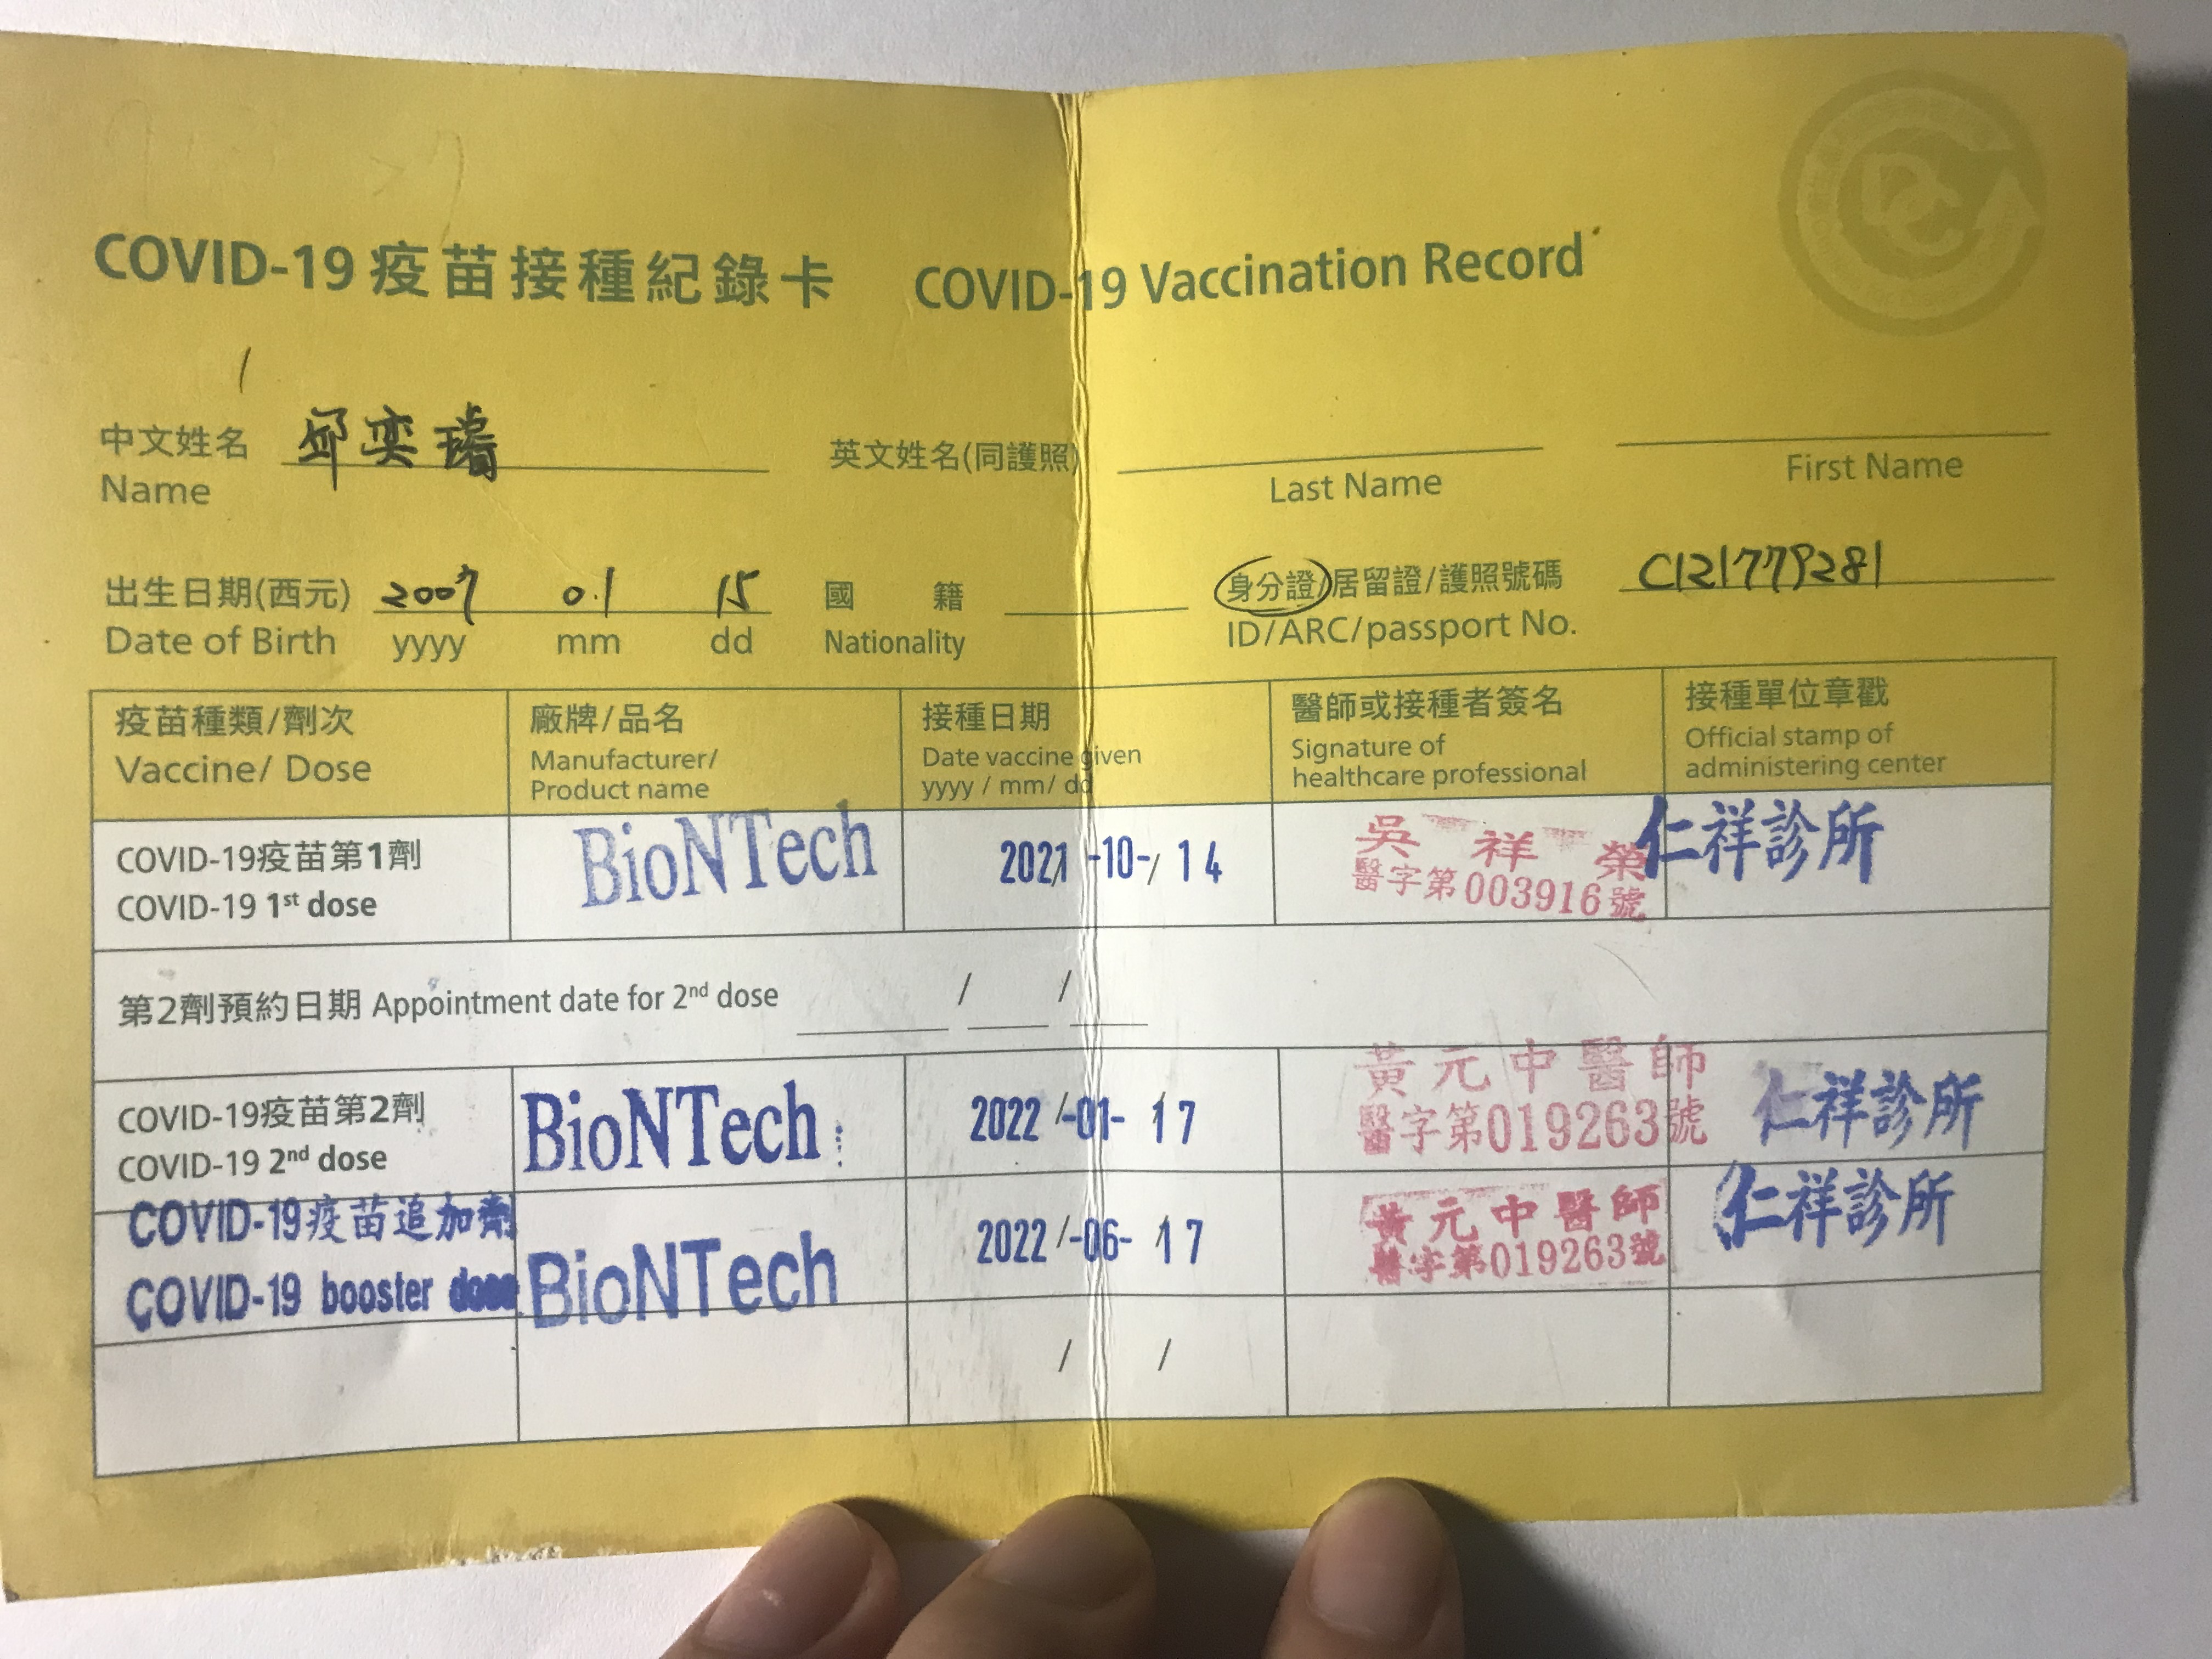 COVID-19疫苗接種紀錄卡 COVID-19 Vaccination Record
中文姓名 邱奕璿 英文姓名(同護照)
Name Last Name First Name
出生日期(西元) 2007 01 15 國籍 身分證/居留證/護照號碼 C121779281
Date of Birth yyyy mm dd Nationality ID/ARC/passport No.
疫苗種類/劑次 廠牌/品名 接種日期 醫師或接種者簽名 接種單位章戳
Vaccine/ Dose Manufacturer/ Product name Date vaccine given yyyy / mm/ dd Signature of healthcare professional Official stamp of administering center
COVID-19疫苗第1劑 BioNTech 2021 -10-/ 14 吳祥榮 仁祥診所
COVID-19 1st dose 醫字第003916號
第2劑預約日期 Appointment date for 2nd dose / /
COVID-19疫苗第2劑 BioNTech 2022 /-01- 17 黃元中醫師 仁祥診所
COVID-19 2nd dose 醫字第019263號
COVID-19疫苗追加劑 BioNTech 2022 /-06- 17 黃元中醫師 仁祥診所
COVID-19 booster dose 醫字第019263號
/ /